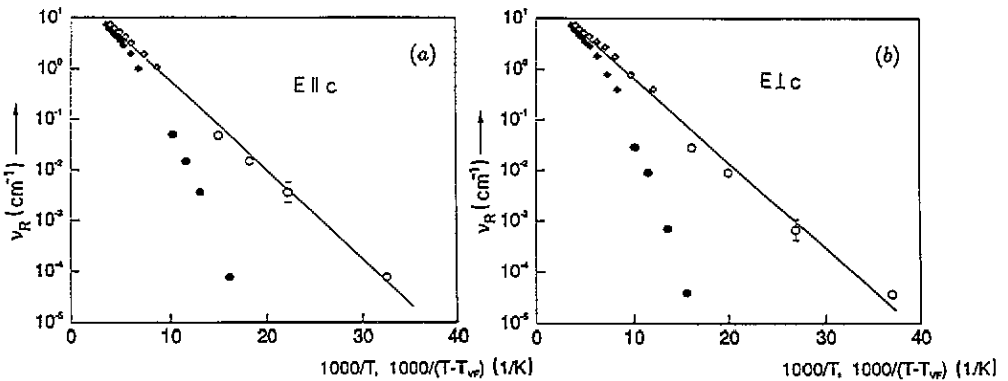 10¹
10⁰
10⁻¹
10⁻²
10⁻³
10⁻⁴
10⁻⁵
ν_R (cm⁻¹) ⟶
(a)
E ∥ c
0 10 20 30 40
1000/T, 1000/(T-T_VF) (1/K)
10¹
10⁰
10⁻¹
10⁻²
10⁻³
10⁻⁴
10⁻⁵
ν_R (cm⁻¹) ⟶
(b)
E⊥c
0 10 20 30 40
1000/T, 1000/(T-T_VF) (1/K)